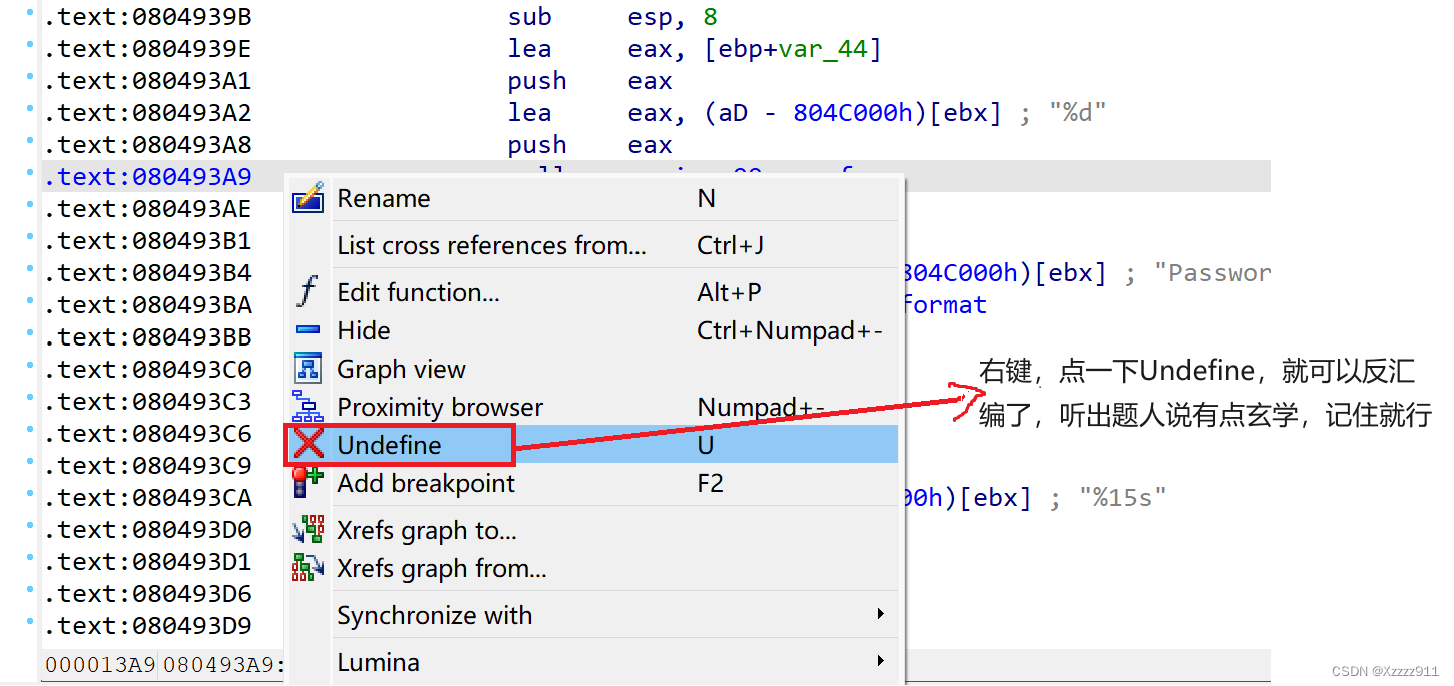 .text:0804939B sub esp, 8
.text:0804939E lea eax, [ebp+var_44]
.text:080493A1 push eax
.text:080493A2 lea eax, (aD - 804C000h)[ebx] ; "%d"
.text:080493A8 push eax
.text:080493A9
.text:080493AE
.text:080493B1
.text:080493B4 804C000h)[ebx] ; "Passwor
.text:080493BA format
.text:080493BB
.text:080493C0
.text:080493C3
.text:080493C6
.text:080493C9
.text:080493CA 00h)[ebx] ; "%15s"
.text:080493D0
.text:080493D1
.text:080493D6
.text:080493D9
000013A9 080493A9:
Rename N
List cross references from... Ctrl+J
Edit function... Alt+P
Hide Ctrl+Numpad+-
Graph view
Proximity browser Numpad+-
Undefine U
Add breakpoint F2
Xrefs graph to...
Xrefs graph from...
Synchronize with
Lumina
右键，点一下Undefine，就可以反汇
编了，听出题人说有点玄学，记住就行
CSDN @Xzzzz911